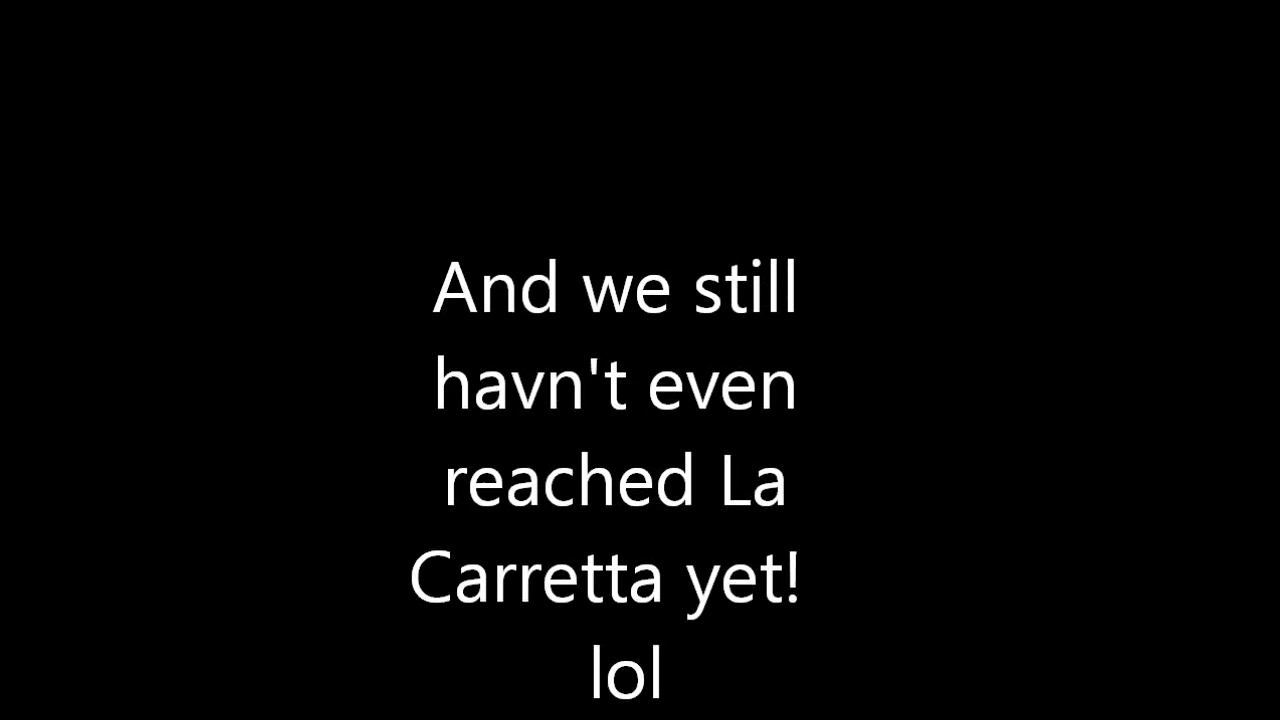 And we still
havn't even
reached La
Carretta yet!
lol